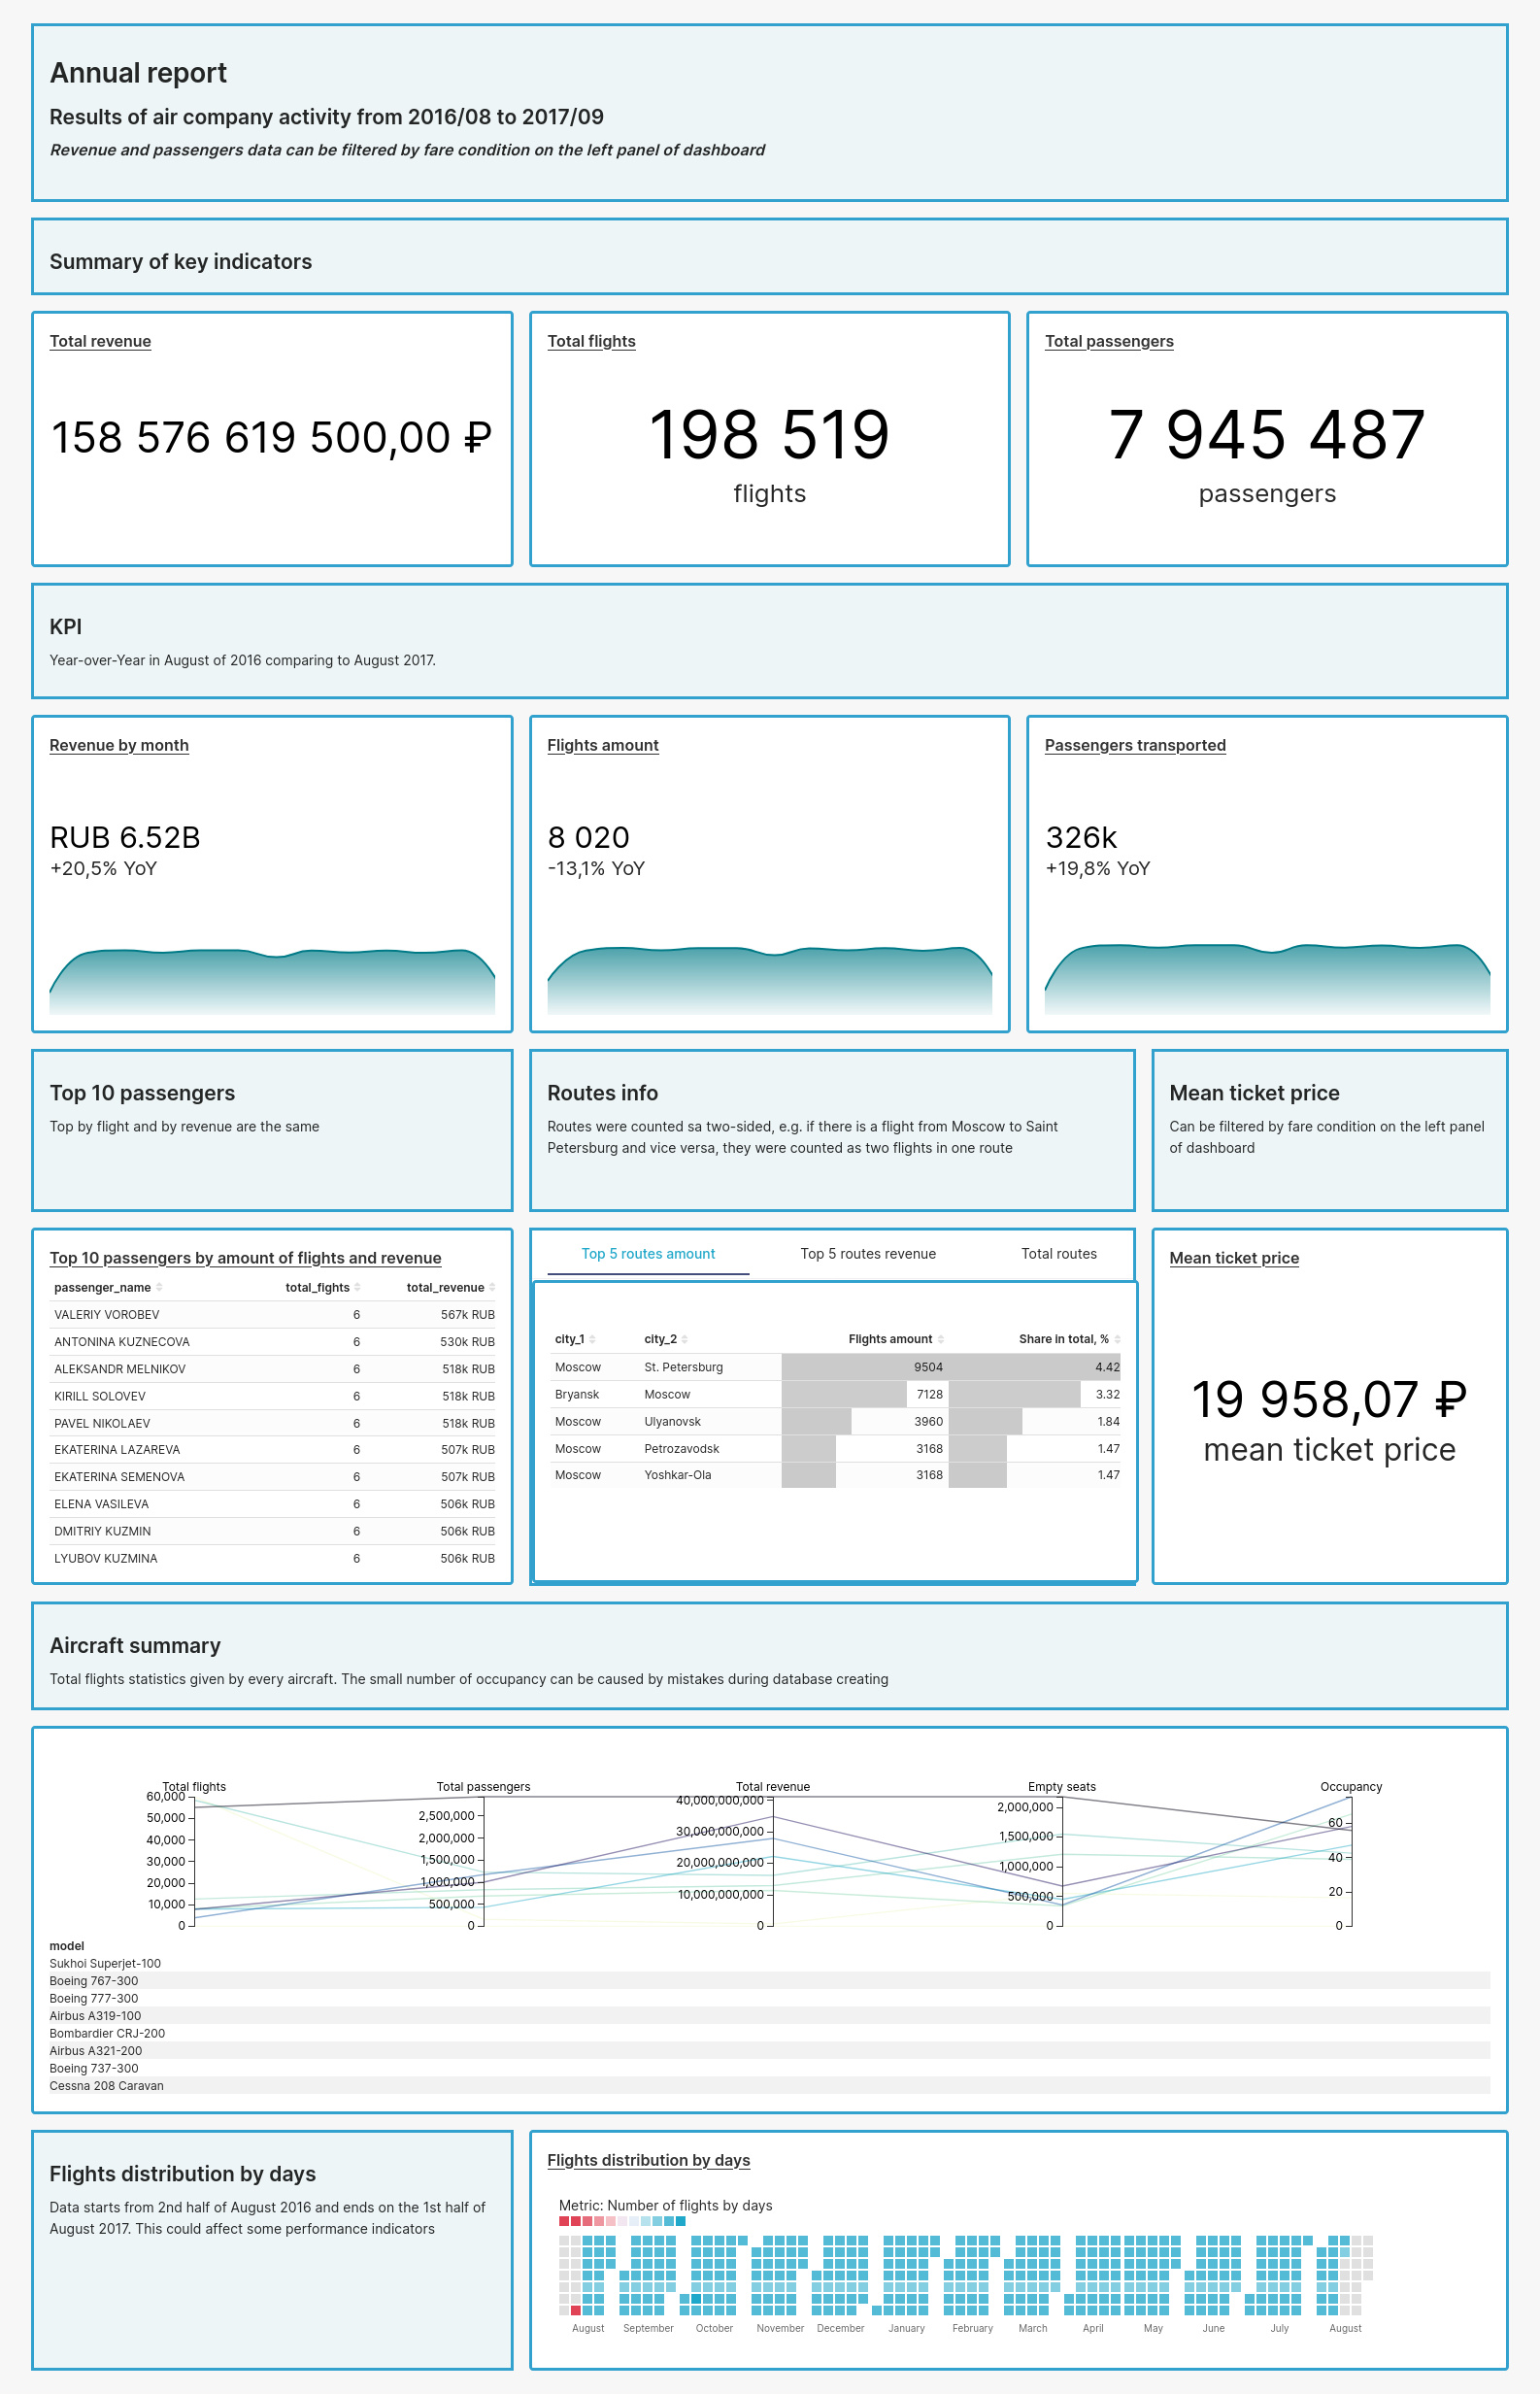 Annual report
Results of air company activity from 2016/08 to 2017/09
Revenue and passengers data can be filtered by fare condition on the left panel of dashboard
Summary of key indicators
Total revenue
158 576 619 500,00 ₽
Total flights
198 519
flights
Total passengers
7 945 487
passengers
KPI
Year-over-Year in August of 2016 comparing to August 2017.
Revenue by month
RUB 6.52B
+20,5% YoY
Flights amount
8 020
-13,1% YoY
Passengers transported
326k
+19,8% YoY
Top 10 passengers
Top by flight and by revenue are the same
Routes info
Routes were counted sa two-sided, e.g. if there is a flight from Moscow to Saint
Petersburg and vice versa, they were counted as two flights in one route
Mean ticket price
Can be filtered by fare condition on the left panel
of dashboard
Top 10 passengers by amount of flights and revenue
passenger_name total_fights total_revenue
VALERIY VOROBEV 6 567k RUB
ANTONINA KUZNECOVA 6 530k RUB
ALEKSANDR MELNIKOV 6 518k RUB
KIRILL SOLOVEV 6 518k RUB
PAVEL NIKOLAEV 6 518k RUB
EKATERINA LAZAREVA 6 507k RUB
EKATERINA SEMENOVA 6 507k RUB
ELENA VASILEVA 6 506k RUB
DMITRIY KUZMIN 6 506k RUB
LYUBOV KUZMINA 6 506k RUB
Top 5 routes amount Top 5 routes revenue Total routes
city_1 city_2 Flights amount Share in total, %
Moscow St. Petersburg 9504 4.42
Bryansk Moscow 7128 3.32
Moscow Ulyanovsk 3960 1.84
Moscow Petrozavodsk 3168 1.47
Moscow Yoshkar-Ola 3168 1.47
Mean ticket price
19 958,07 ₽
mean ticket price
Aircraft summary
Total flights statistics given by every aircraft. The small number of occupancy can be caused by mistakes during database creating
Total flights
60,000
50,000
40,000
30,000
20,000
10,000
0
Total passengers
2,500,000
2,000,000
1,500,000
1,000,000
500,000
0
Total revenue
40,000,000,000
30,000,000,000
20,000,000,000
10,000,000,000
0
Empty seats
2,000,000
1,500,000
1,000,000
500,000
0
Occupancy
60
40
20
0
model
Sukhoi Superjet-100
Boeing 767-300
Boeing 777-300
Airbus A319-100
Bombardier CRJ-200
Airbus A321-200
Boeing 737-300
Cessna 208 Caravan
Flights distribution by days
Data starts from 2nd half of August 2016 and ends on the 1st half of
August 2017. This could affect some performance indicators
Flights distribution by days
Metric: Number of flights by days
August September October November December January February March April May June July August